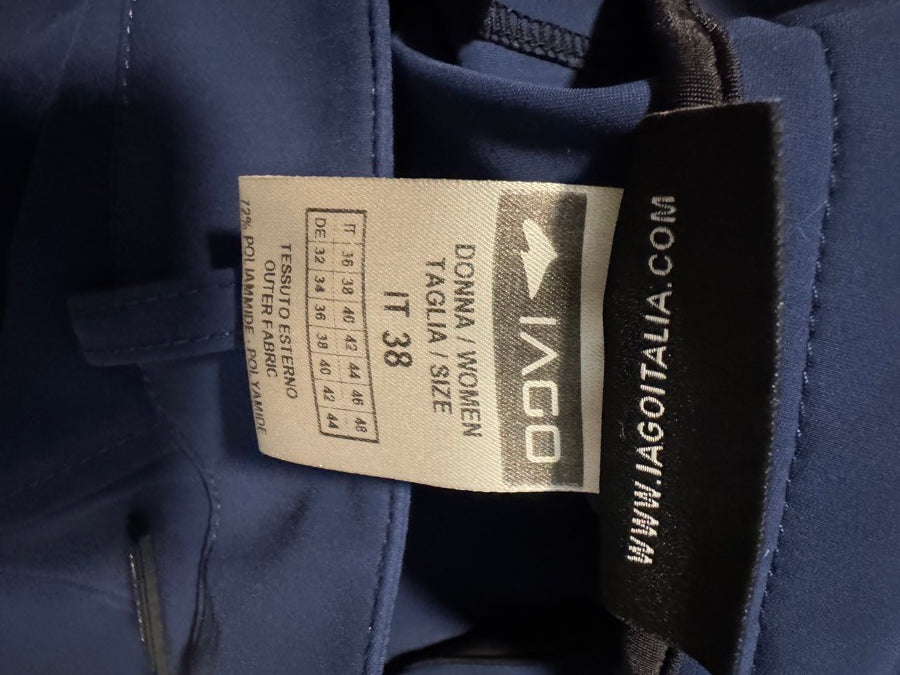 WWW.IAGOITALIA.COM
IAGO
DONNA / WOMEN
TAGLIA / SIZE
IT 38
IT 36 38 40 42 44 46 48
DE 32 34 36 38 40 42 44
TESSUTO ESTERNO
OUTER FABRIC
72% POLIAMMIDE - POLYAMIDE